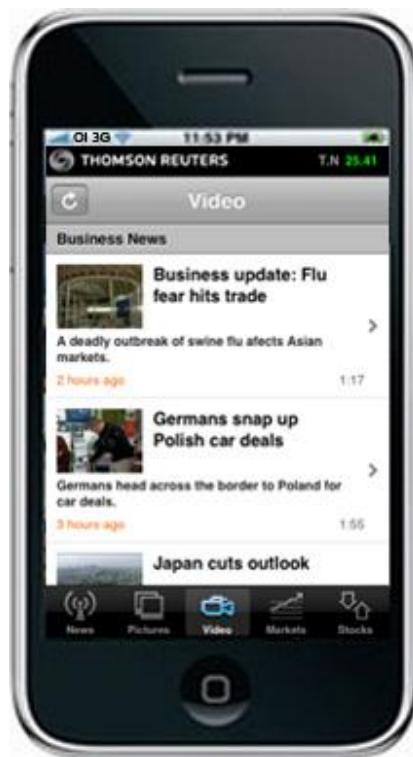 OI 3G 11:53 PM
THOMSON REUTERS T.N 25.41
Video
Business News
Business update: Flu
fear hits trade
A deadly outbreak of swine flu afects Asian
markets.
2 hours ago 1:17
Germans snap up
Polish car deals
Germans head across the border to Poland for
car deals.
3 hours ago 1:55
Japan cuts outlook
News Pictures Video Markets Stocks